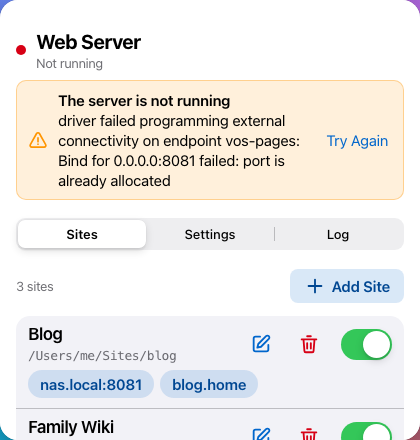 Web Server
Not running
The server is not running
driver failed programming external
connectivity on endpoint vos-pages:
Bind for 0.0.0.0:8081 failed: port is
already allocated
Try Again
Sites
Settings
Log
3 sites
Add Site
Blog
/Users/me/Sites/blog
nas.local:8081
blog.home
Family Wiki